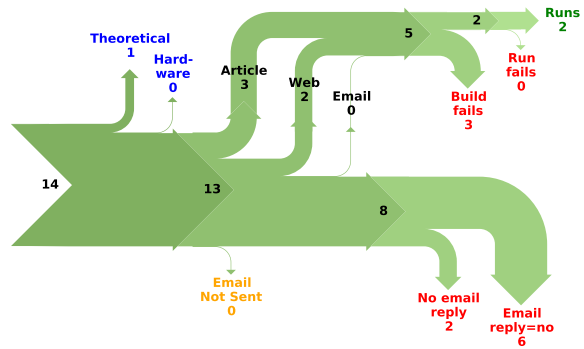 Runs
2
2
5
Theoretical
1
Hard-
ware
0
Article
3
Web
2
Email
0
Run
fails
0
Build
fails
3
14
13
8
Email
Not Sent
0
No email
reply
2
Email
reply=no
6